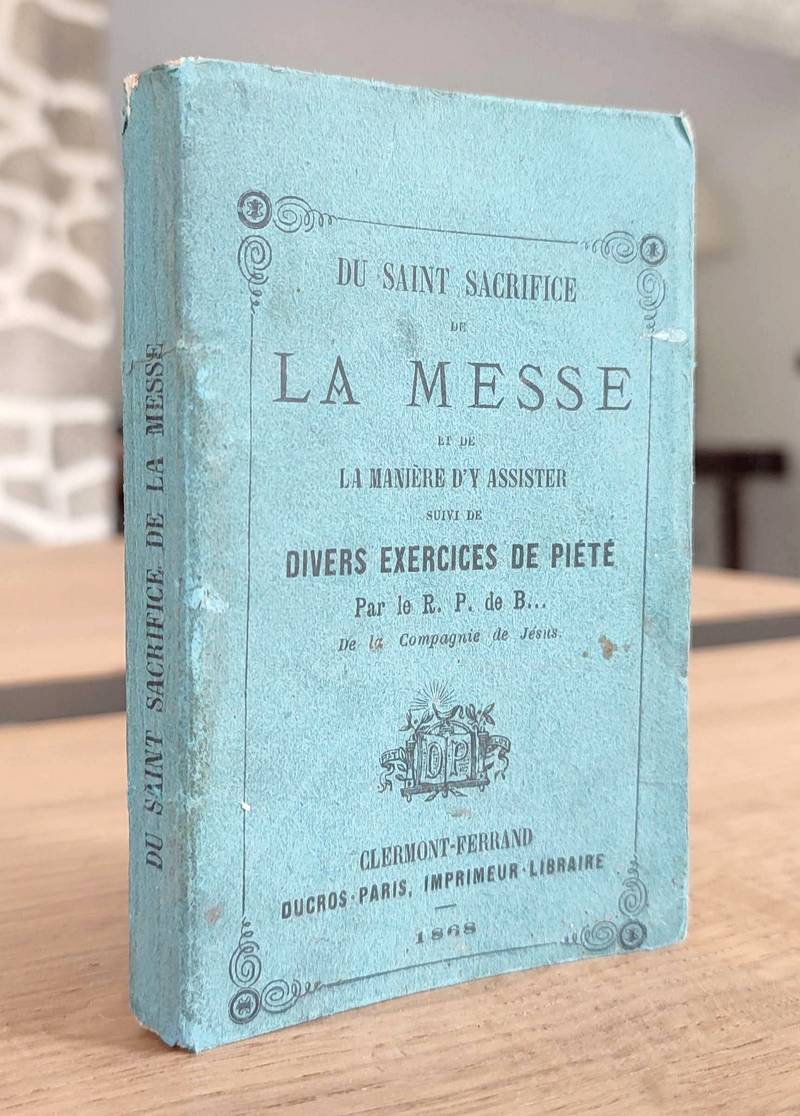 DU SAINT SACRIFICE DE LA MESSE
DU SAINT SACRIFICE
DE
LA MESSE
ET DE
LA MANIÈRE D'Y ASSISTER
SUIVI DE
DIVERS EXERCICES DE PIÉTÉ
Par le R. P. de B...
De la Compagnie de Jésus.
DP
CLERMONT-FERRAND
DUCROS-PARIS, IMPRIMEUR-LIBRAIRE
1868